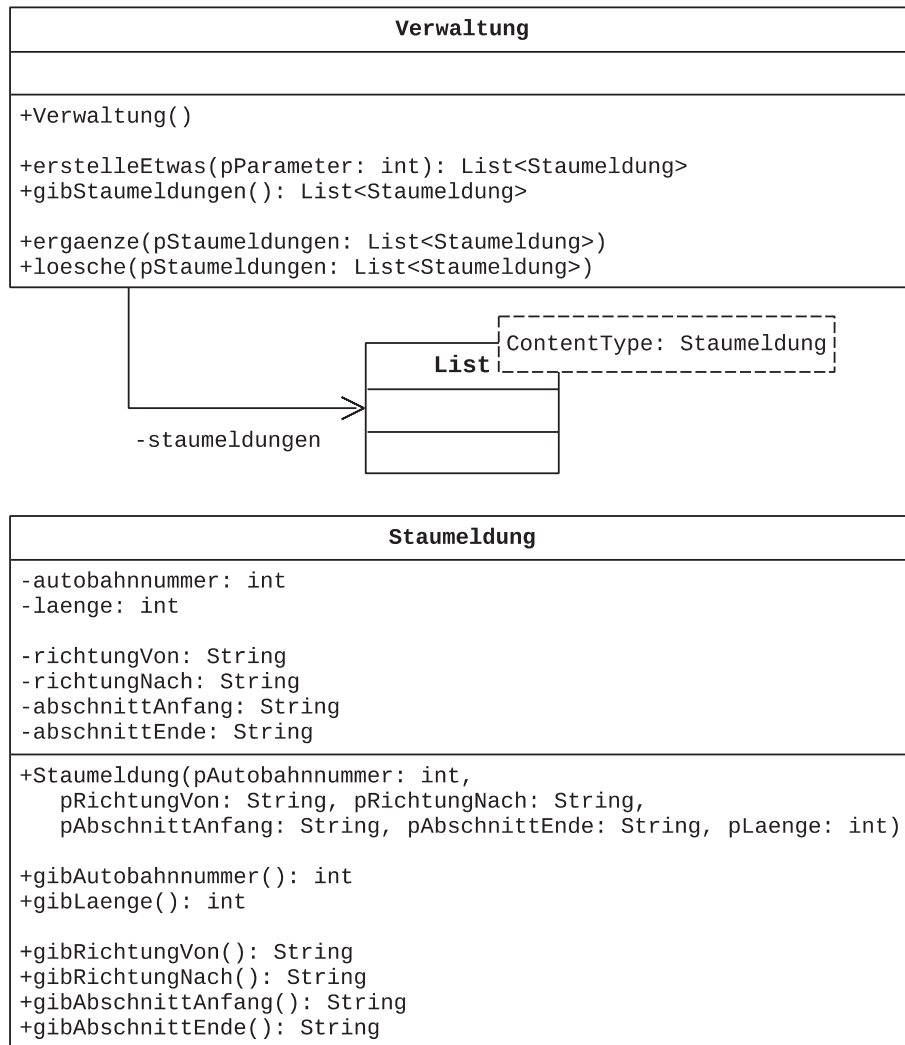 Verwaltung
+Verwaltung()
+erstelleEtwas(pParameter: int): List<Staumeldung>
+gibStaumeldungen(): List<Staumeldung>
+ergaenze(pStaumeldungen: List<Staumeldung>)
+loesche(pStaumeldungen: List<Staumeldung>)
ContentType: Staumeldung
List
-staumeldungen
Staumeldung
-autobahnnummer: int
-laenge: int
-richtungVon: String
-richtungNach: String
-abschnittAnfang: String
-abschnittEnde: String
+Staumeldung(pAutobahnnummer: int,
pRichtungVon: String, pRichtungNach: String,
pAbschnittAnfang: String, pAbschnittEnde: String, pLaenge: int)
+gibAutobahnnummer(): int
+gibLaenge(): int
+gibRichtungVon(): String
+gibRichtungNach(): String
+gibAbschnittAnfang(): String
+gibAbschnittEnde(): String